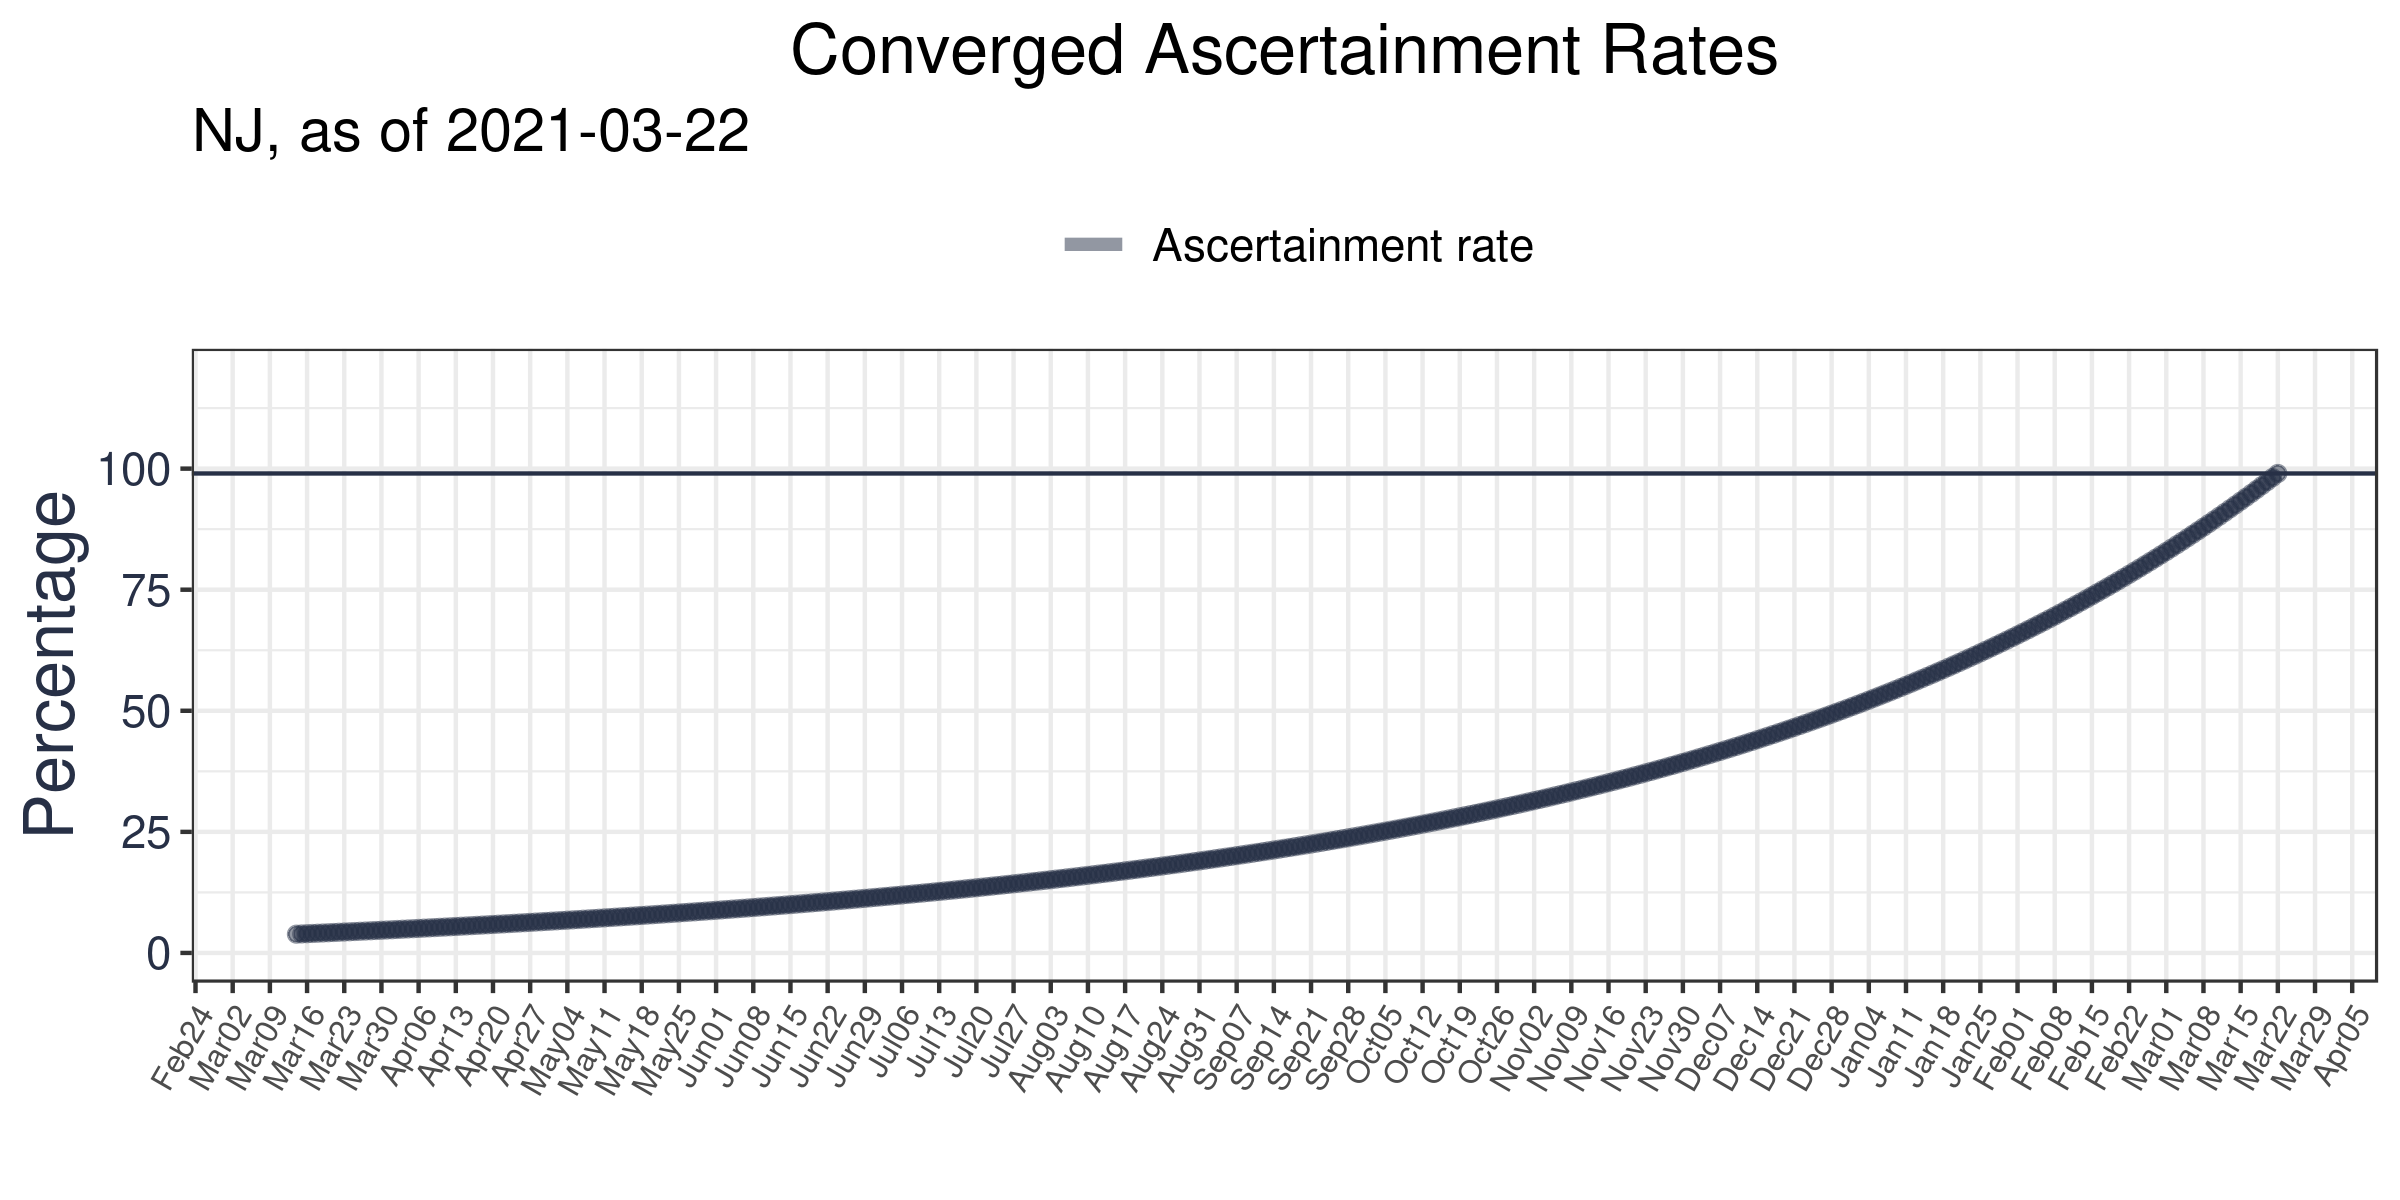 Converged Ascertainment Rates
NJ, as of 2021-03-22
Ascertainment rate
Percentage
100
75
50
25
0
Feb24
Mar02
Mar09
Mar16
Mar23
Mar30
Apr06
Apr13
Apr20
Apr27
May04
May11
May18
May25
Jun01
Jun08
Jun15
Jun22
Jun29
Jul06
Jul13
Jul20
Jul27
Aug03
Aug10
Aug17
Aug24
Aug31
Sep07
Sep14
Sep21
Sep28
Oct05
Oct12
Oct19
Oct26
Nov02
Nov09
Nov16
Nov23
Nov30
Dec07
Dec14
Dec21
Dec28
Jan04
Jan11
Jan18
Jan25
Feb01
Feb08
Feb15
Feb22
Mar01
Mar08
Mar15
Mar22
Mar29
Apr05